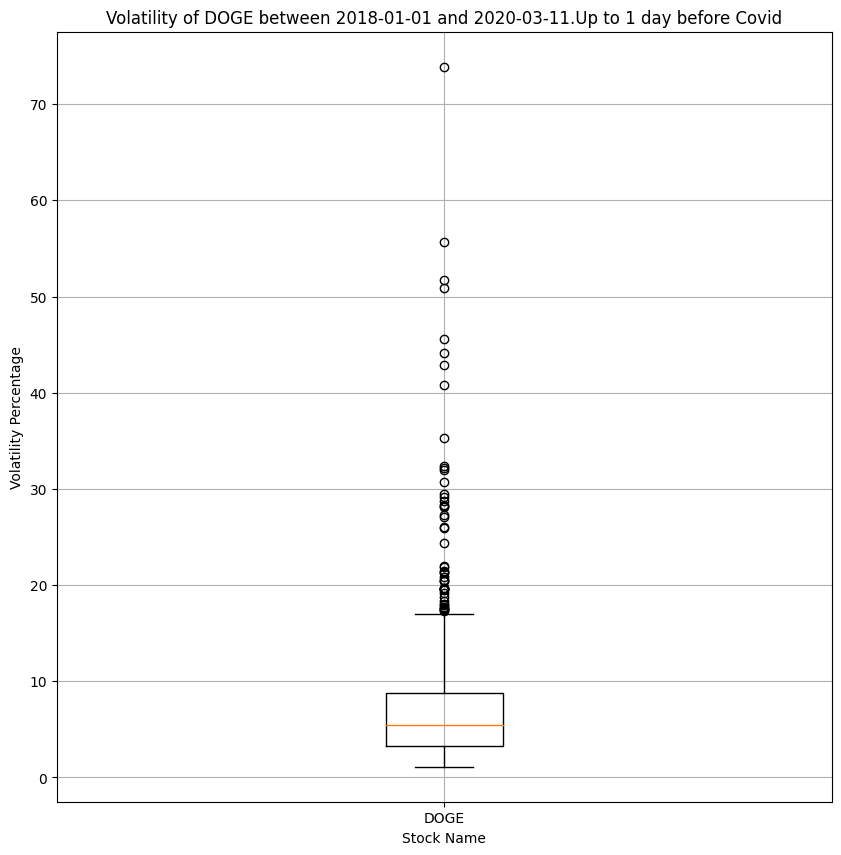 Volatility of DOGE between 2018-01-01 and 2020-03-11.Up to 1 day before Covid
70
60
50
40
30
20
10
0
Volatility Percentage
DOGE
Stock Name